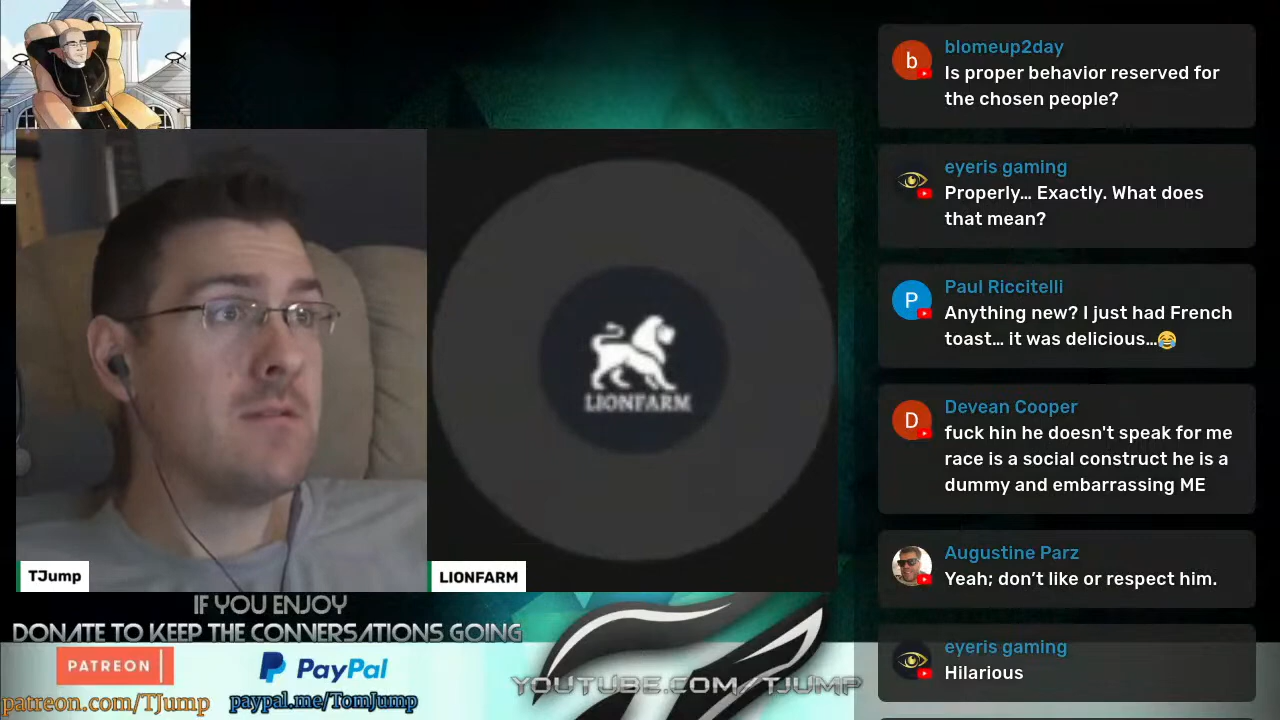 blomeup2day
Is proper behavior reserved for
the chosen people?
eyeris gaming
Properly... Exactly. What does
that mean?
Paul Riccitelli
Anything new? I just had French
toast... it was delicious...😂
Devean Cooper
fuck hin he doesn't speak for me
race is a social construct he is a
dummy and embarrassing ME
Augustine Parz
Yeah; don’t like or respect him.
eyeris gaming
Hilarious
b
P
D
LIONFARM
TJump
LIONFARM
IF YOU ENJOY
DONATE TO KEEP THE CONVERSATIONS GOING
PATREON
PayPal
patreon.com/TJump
paypal.me/TomJump
YOUTUBE.COM/TJUMP